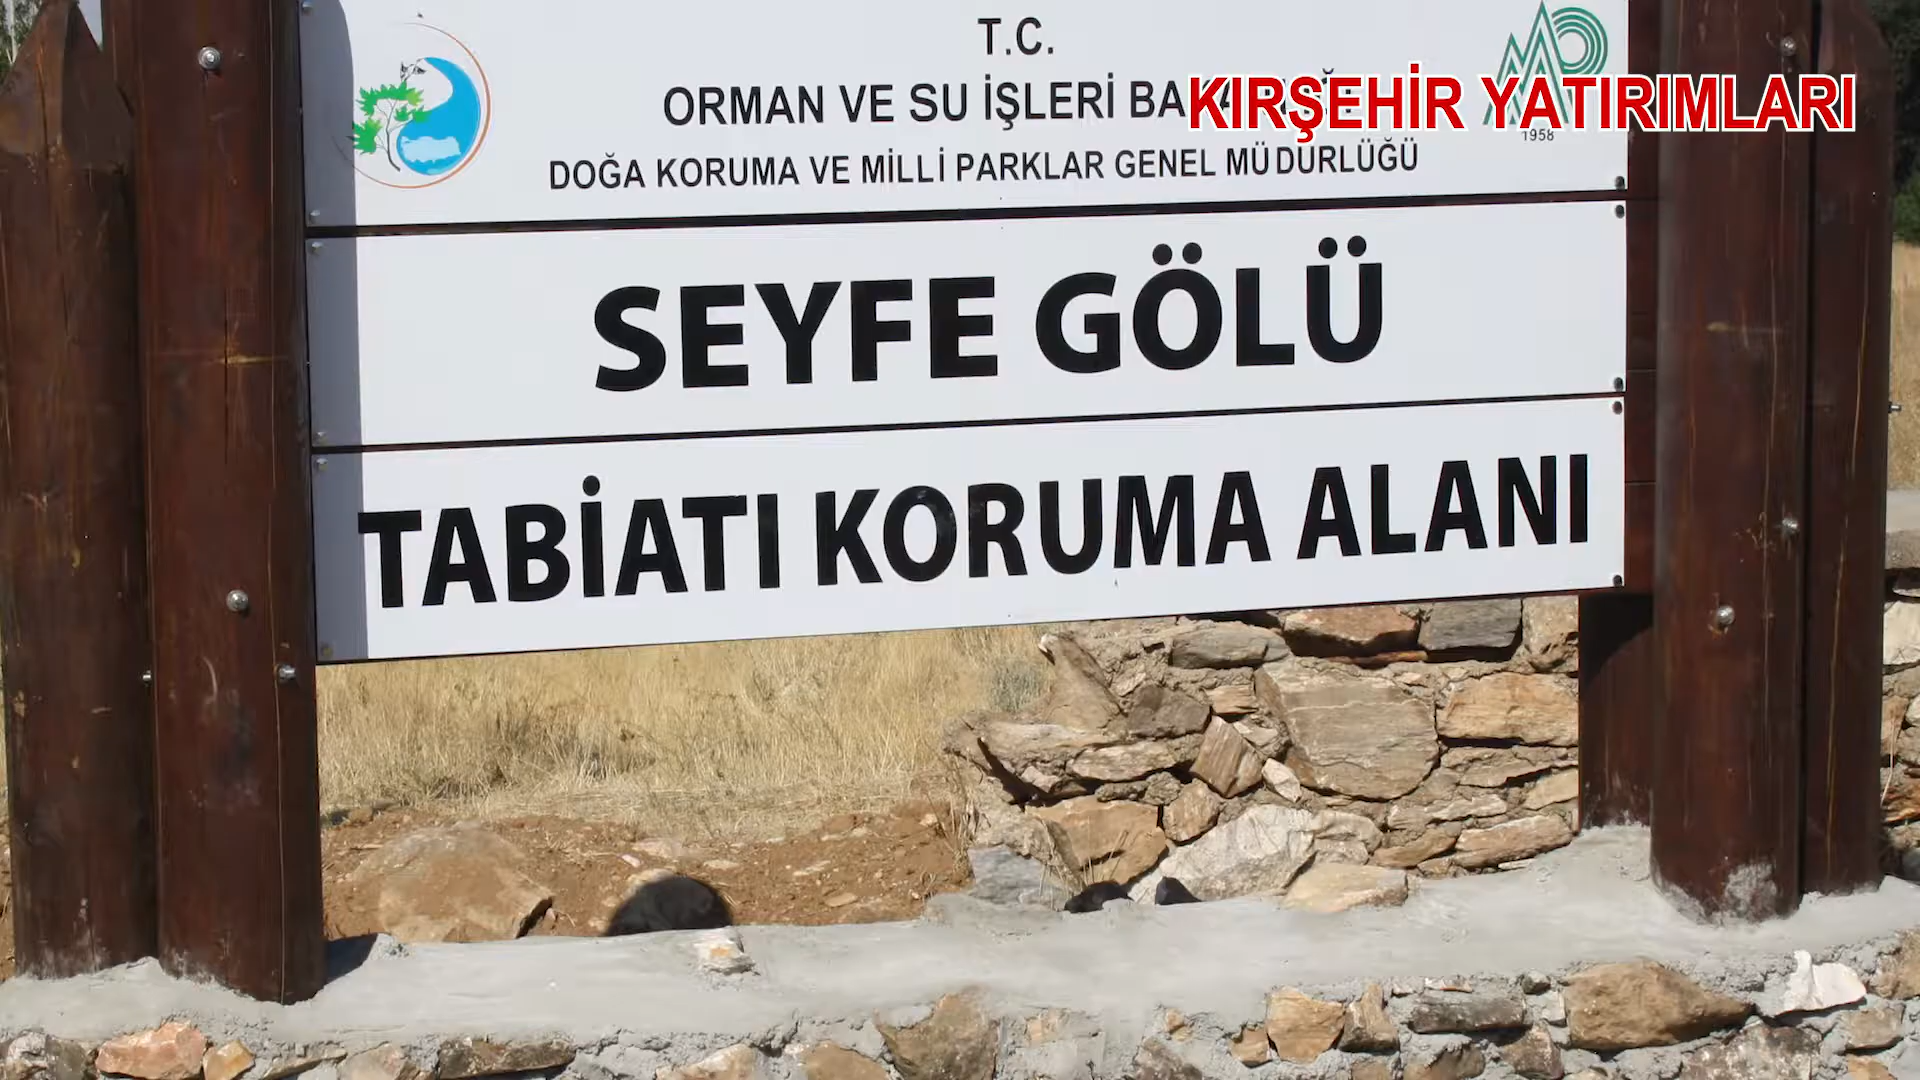 T.C.
ORMAN VE SU İŞLERİ
KIRŞEHİR YATIRIMLARI
1958
DOĞA KORUMA VE MİLLİ PARKLAR GENEL MÜDÜRLÜĞÜ
SEYFE GÖLÜ
TABİATI KORUMA ALANI